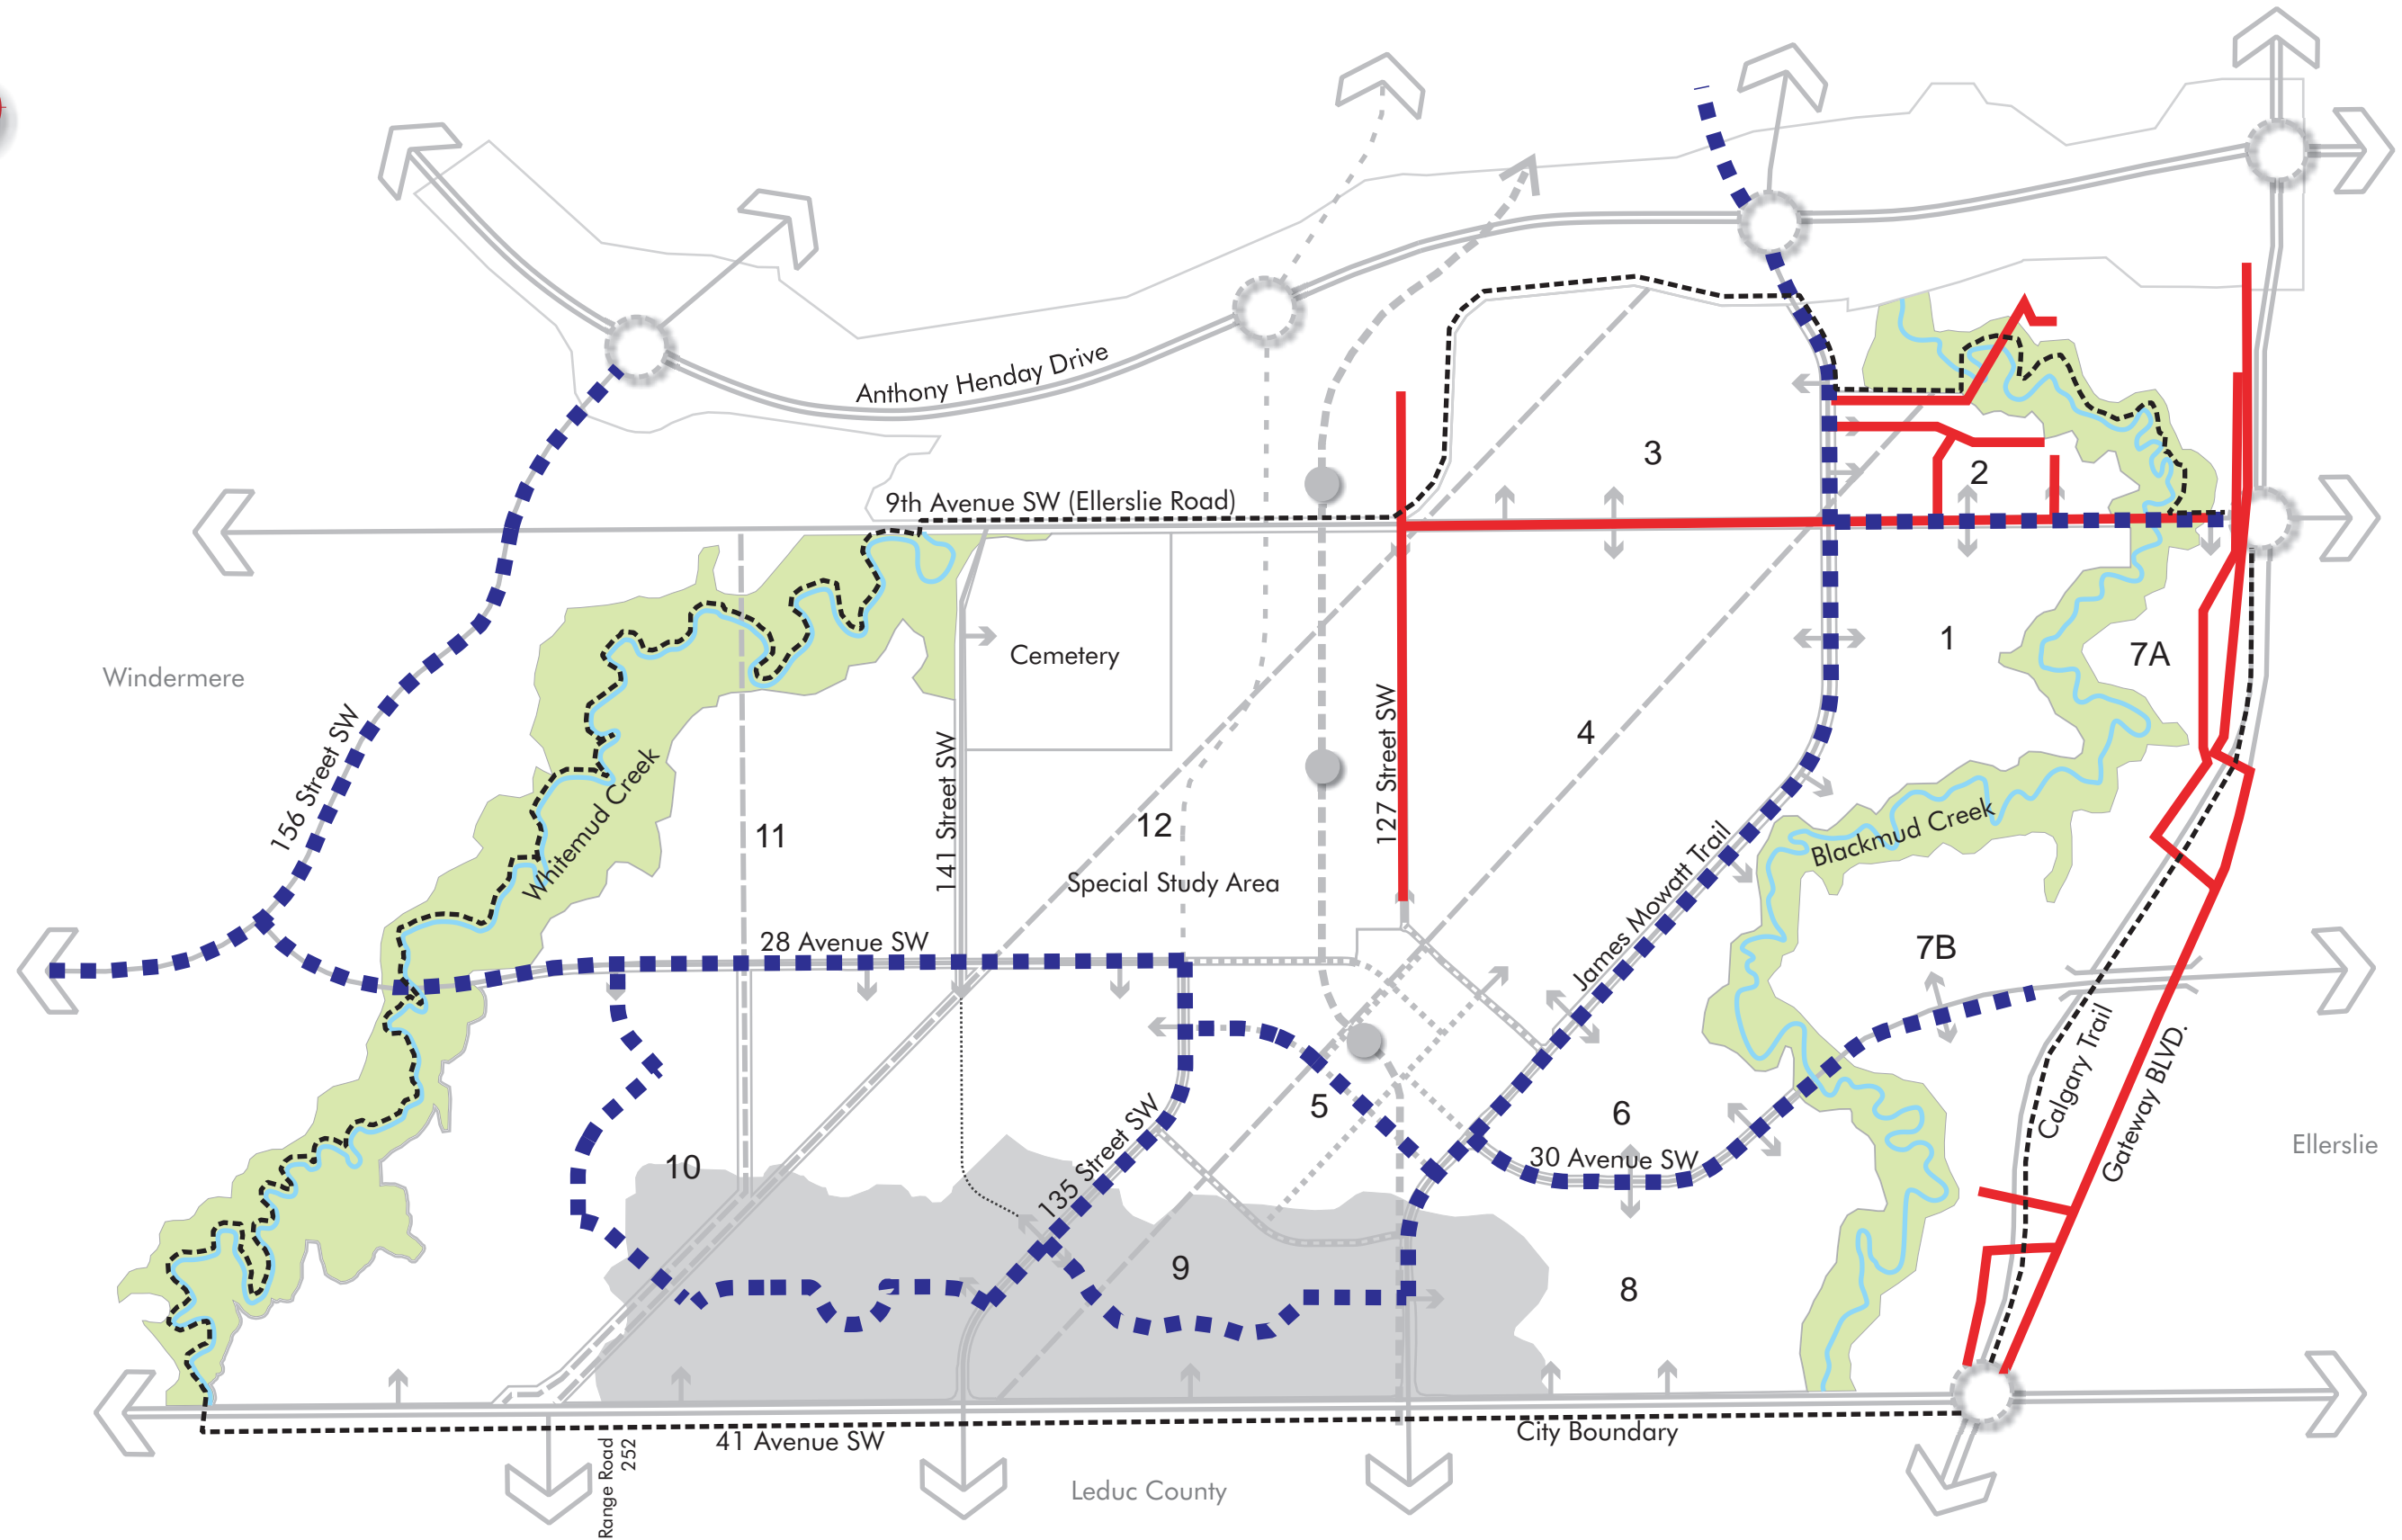 Anthony Henday Drive
3
2
9th Avenue SW (Ellerslie Road)
1
7A
Cemetery
Windermere
156 Street SW
Whitemud Creek
141 Street SW
127 Street SW
4
12
11
Special Study Area
James Mowatt Trail
Blackmud Creek
28 Avenue SW
7B
Calgary Trail
Gateway BLVD.
5
6
30 Avenue SW
Ellerslie
10
135 Street SW
9
8
41 Avenue SW
City Boundary
Range Road
252
Leduc County